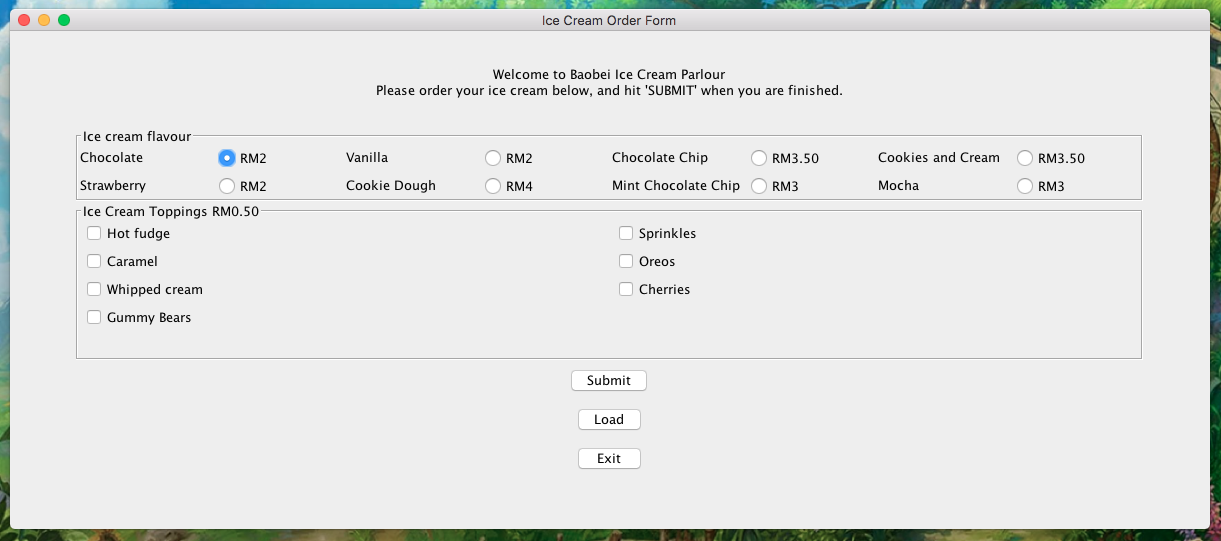 Ice Cream Order Form
Welcome to Baobei Ice Cream Parlour
Please order your ice cream below, and hit 'SUBMIT' when you are finished.
Ice cream flavour
Chocolate RM2 Vanilla RM2 Chocolate Chip RM3.50 Cookies and Cream RM3.50
Strawberry RM2 Cookie Dough RM4 Mint Chocolate Chip RM3 Mocha RM3
Ice Cream Toppings RM0.50
Hot fudge Sprinkles
Caramel Oreos
Whipped cream Cherries
Gummy Bears
Submit
Load
Exit